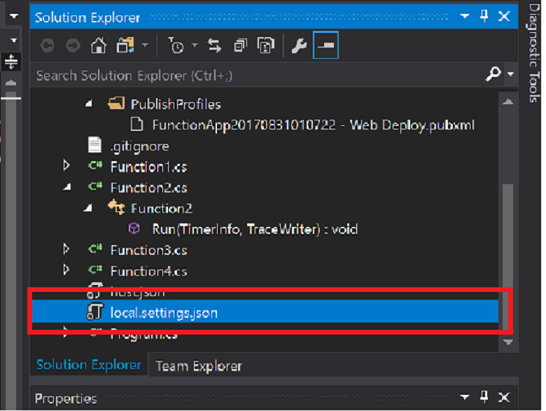 Solution Explorer
Search Solution Explorer (Ctrl+;)
PublishProfiles
FunctionApp20170831010722 - Web Deploy.pubxml
.gitignore
C# Function1.cs
C# Function2.cs
Function2
Run(TimerInfo, TraceWriter) : void
C# Function3.cs
C# Function4.cs
host.json
local.settings.json
Program.cs
Solution Explorer
Team Explorer
Properties
Diagnostic Tools